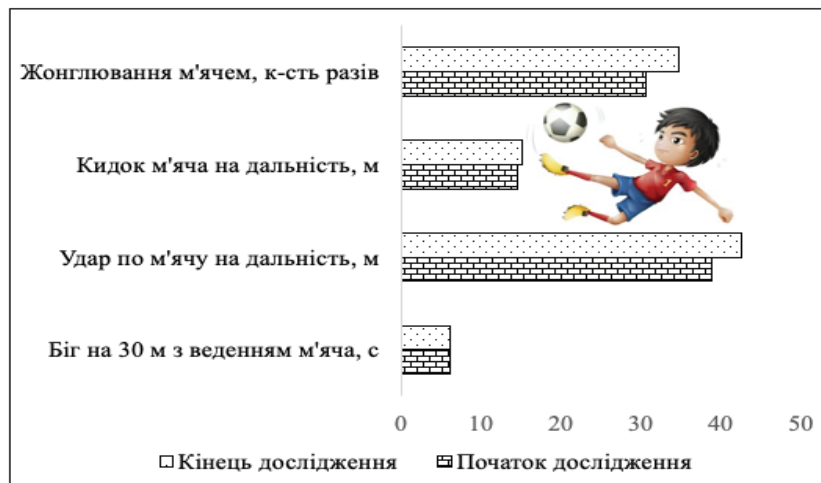 Жонглювання м'ячем, к-сть разів
Кидок м'яча на дальність, м
Удар по м'ячу на дальність, м
Біг на 30 м з веденням м'яча, с
0 10 20 30 40 50
Кінець дослідження Початок дослідження